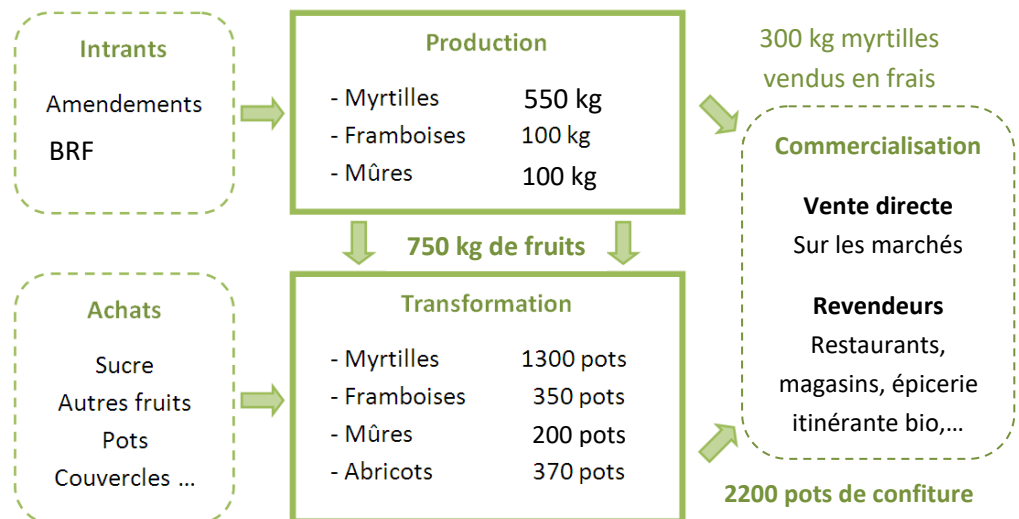 Intrants
Amendements
BRF
Production
- Myrtilles 550 kg
- Framboises 100 kg
- Mûres 100 kg
300 kg myrtilles
vendus en frais
750 kg de fruits
Achats
Sucre
Autres fruits
Pots
Couvercles ...
Transformation
- Myrtilles 1300 pots
- Framboises 350 pots
- Mûres 200 pots
- Abricots 370 pots
Commercialisation
Vente directe
Sur les marchés
Revendeurs
Restaurants,
magasins, épicerie
itinérante bio,...
2200 pots de confiture